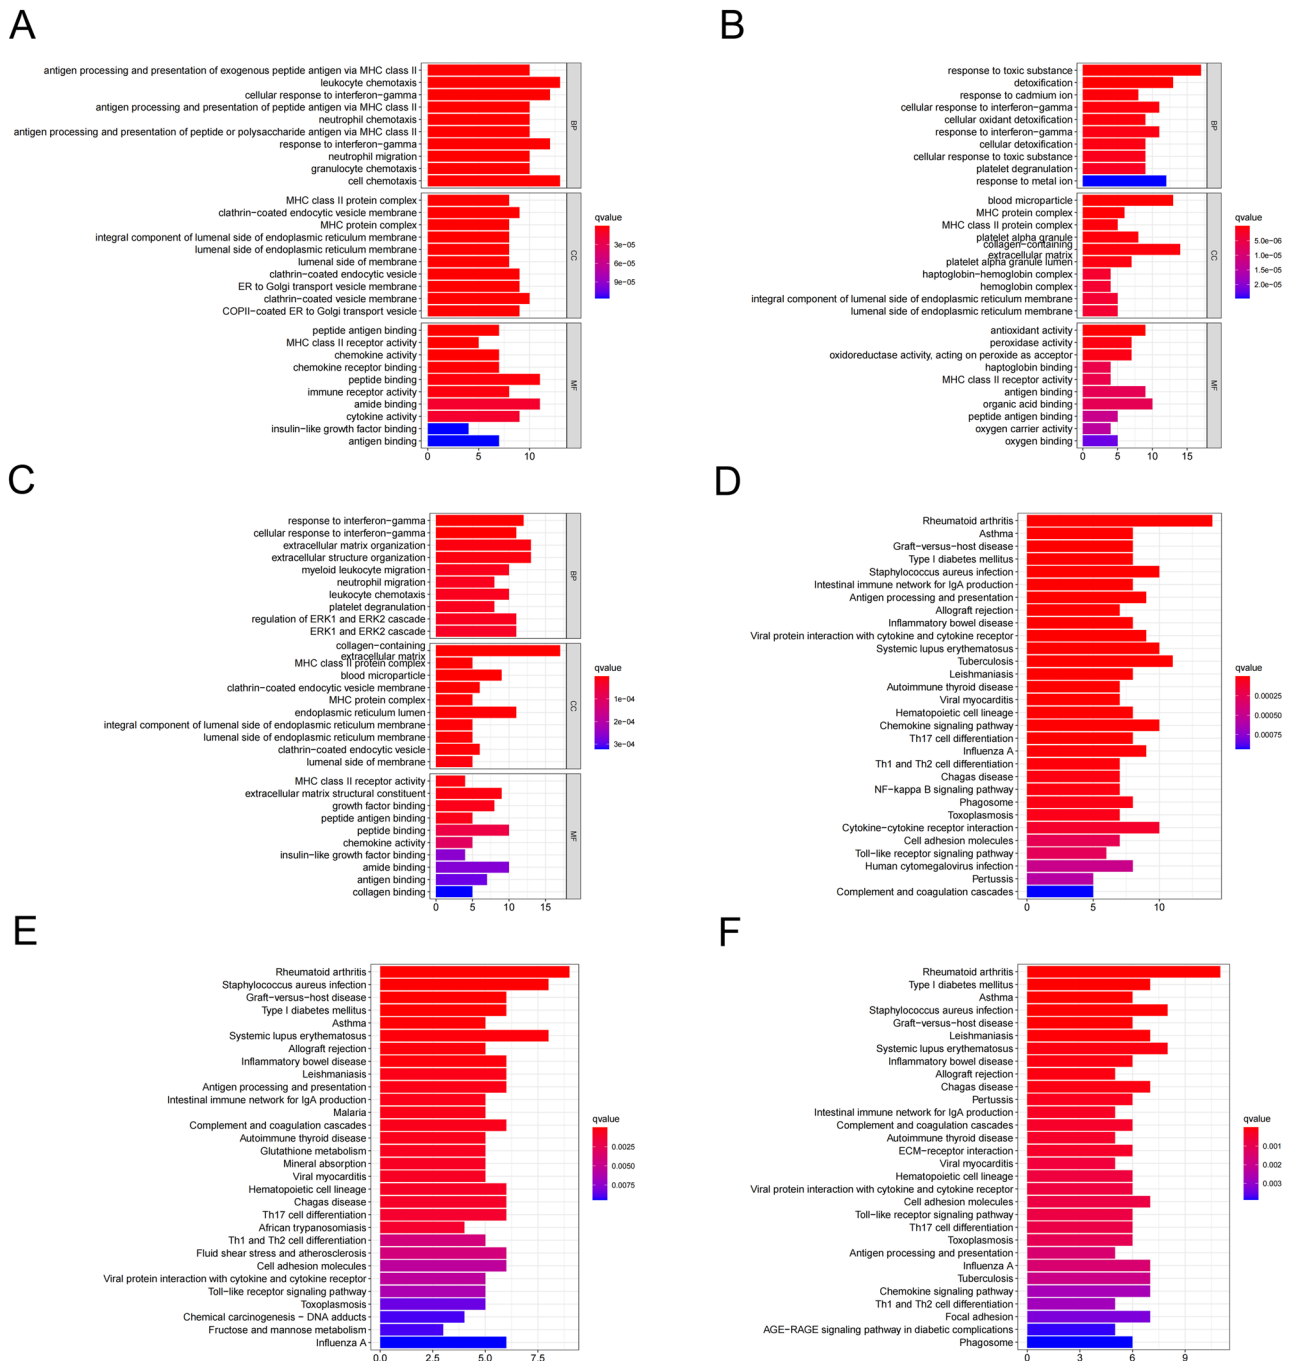 A
antigen processing and presentation of exogenous peptide antigen via MHC class II
leukocyte chemotaxis
cellular response to interferon−gamma
antigen processing and presentation of peptide antigen via MHC class II
neutrophil chemotaxis
antigen processing and presentation of peptide or polysaccharide antigen via MHC class II
response to interferon−gamma
neutrophil migration
granulocyte chemotaxis
cell chemotaxis
BP
MHC class II protein complex
clathrin−coated endocytic vesicle membrane
MHC protein complex
integral component of lumenal side of endoplasmic reticulum membrane
lumenal side of endoplasmic reticulum membrane
lumenal side of membrane
clathrin−coated endocytic vesicle
ER to Golgi transport vesicle membrane
clathrin−coated vesicle membrane
COPII−coated ER to Golgi transport vesicle
CC
peptide antigen binding
MHC class II receptor activity
chemokine activity
chemokine receptor binding
peptide binding
immune receptor activity
amide binding
cytokine activity
insulin−like growth factor binding
antigen binding
MF
0 5 10
qvalue
3e−05
6e−05
9e−05
B
response to toxic substance
detoxification
response to cadmium ion
cellular response to interferon−gamma
cellular oxidant detoxification
response to interferon−gamma
cellular detoxification
cellular response to toxic substance
platelet degranulation
response to metal ion
BP
blood microparticle
MHC protein complex
MHC class II protein complex
platelet alpha granule
collagen−containing
extracellular matrix
platelet alpha granule lumen
haptoglobin−hemoglobin complex
hemoglobin complex
integral component of lumenal side of endoplasmic reticulum membrane
lumenal side of endoplasmic reticulum membrane
CC
antioxidant activity
peroxidase activity
oxidoreductase activity, acting on peroxide as acceptor
haptoglobin binding
MHC class II receptor activity
antigen binding
organic acid binding
peptide antigen binding
oxygen carrier activity
oxygen binding
MF
0 5 10 15
qvalue
5.0e−06
1.0e−05
1.5e−05
2.0e−05
C
response to interferon−gamma
cellular response to interferon−gamma
extracellular matrix organization
extracellular structure organization
myeloid leukocyte migration
neutrophil migration
leukocyte chemotaxis
platelet degranulation
regulation of ERK1 and ERK2 cascade
ERK1 and ERK2 cascade
BP
collagen−containing
extracellular matrix
MHC class II protein complex
blood microparticle
clathrin−coated endocytic vesicle membrane
MHC protein complex
endoplasmic reticulum lumen
integral component of lumenal side of endoplasmic reticulum membrane
lumenal side of endoplasmic reticulum membrane
clathrin−coated endocytic vesicle
lumenal side of membrane
CC
MHC class II receptor activity
extracellular matrix structural constituent
growth factor binding
peptide antigen binding
peptide binding
chemokine activity
insulin−like growth factor binding
amide binding
antigen binding
collagen binding
MF
0 5 10 15
qvalue
1e−04
2e−04
3e−04
D
Rheumatoid arthritis
Asthma
Graft−versus−host disease
Type I diabetes mellitus
Staphylococcus aureus infection
Intestinal immune network for IgA production
Antigen processing and presentation
Allograft rejection
Inflammatory bowel disease
Viral protein interaction with cytokine and cytokine receptor
Systemic lupus erythematosus
Tuberculosis
Leishmaniasis
Autoimmune thyroid disease
Viral myocarditis
Hematopoietic cell lineage
Chemokine signaling pathway
Th17 cell differentiation
Influenza A
Th1 and Th2 cell differentiation
Chagas disease
NF−kappa B signaling pathway
Phagosome
Toxoplasmosis
Cytokine−cytokine receptor interaction
Cell adhesion molecules
Toll−like receptor signaling pathway
Human cytomegalovirus infection
Pertussis
Complement and coagulation cascades
0 5 10
qvalue
0.00025
0.00050
0.00075
E
Rheumatoid arthritis
Staphylococcus aureus infection
Graft−versus−host disease
Type I diabetes mellitus
Asthma
Systemic lupus erythematosus
Allograft rejection
Inflammatory bowel disease
Leishmaniasis
Antigen processing and presentation
Intestinal immune network for IgA production
Malaria
Complement and coagulation cascades
Autoimmune thyroid disease
Glutathione metabolism
Mineral absorption
Viral myocarditis
Hematopoietic cell lineage
Chagas disease
Th17 cell differentiation
African trypanosomiasis
Th1 and Th2 cell differentiation
Fluid shear stress and atherosclerosis
Cell adhesion molecules
Viral protein interaction with cytokine and cytokine receptor
Toll−like receptor signaling pathway
Toxoplasmosis
Chemical carcinogenesis − DNA adducts
Fructose and mannose metabolism
Influenza A
0.0 2.5 5.0 7.5
qvalue
0.0025
0.0050
0.0075
F
Rheumatoid arthritis
Type I diabetes mellitus
Asthma
Staphylococcus aureus infection
Graft−versus−host disease
Leishmaniasis
Systemic lupus erythematosus
Inflammatory bowel disease
Allograft rejection
Chagas disease
Pertussis
Intestinal immune network for IgA production
Complement and coagulation cascades
Autoimmune thyroid disease
ECM−receptor interaction
Viral myocarditis
Hematopoietic cell lineage
Viral protein interaction with cytokine and cytokine receptor
Cell adhesion molecules
Toll−like receptor signaling pathway
Th17 cell differentiation
Toxoplasmosis
Antigen processing and presentation
Influenza A
Tuberculosis
Chemokine signaling pathway
Th1 and Th2 cell differentiation
Focal adhesion
AGE−RAGE signaling pathway in diabetic complications
Phagosome
0 3 6 9
qvalue
0.001
0.002
0.003